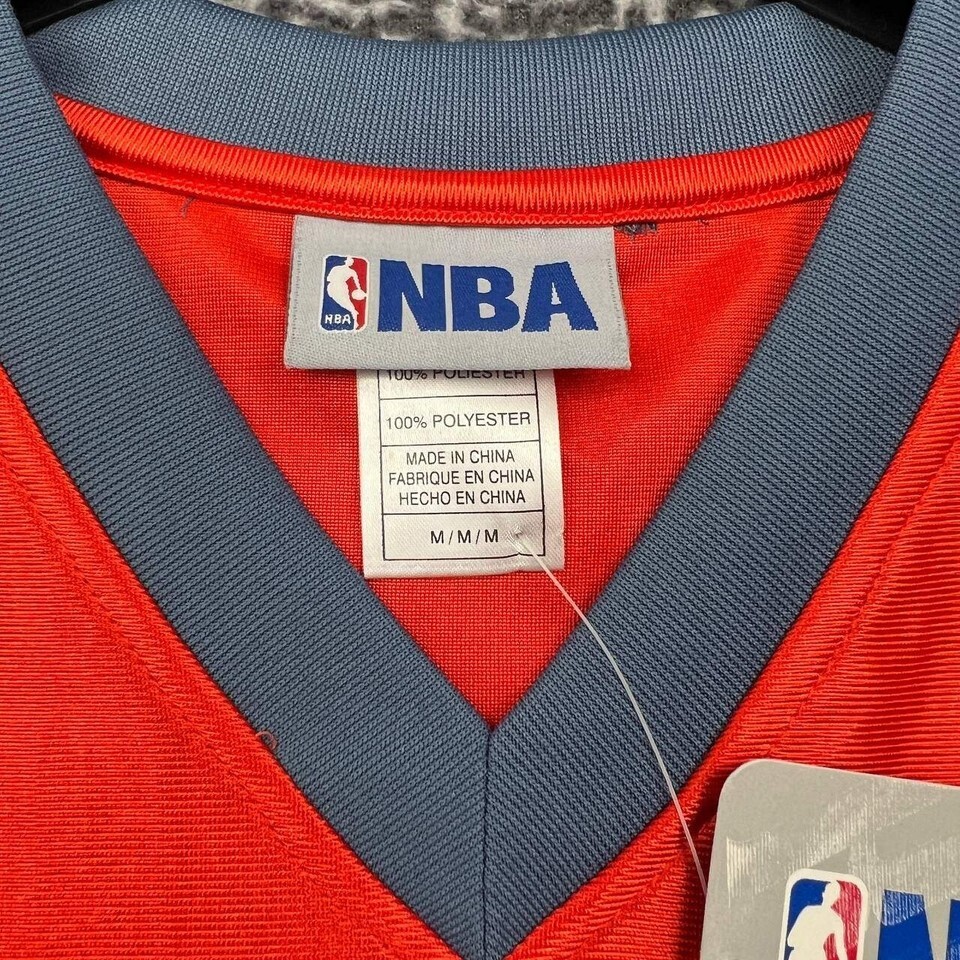 NBA
NBA
100% POLIESTER
100% POLYESTER
MADE IN CHINA
FABRIQUE EN CHINA
HECHO EN CHINA
M/M/M